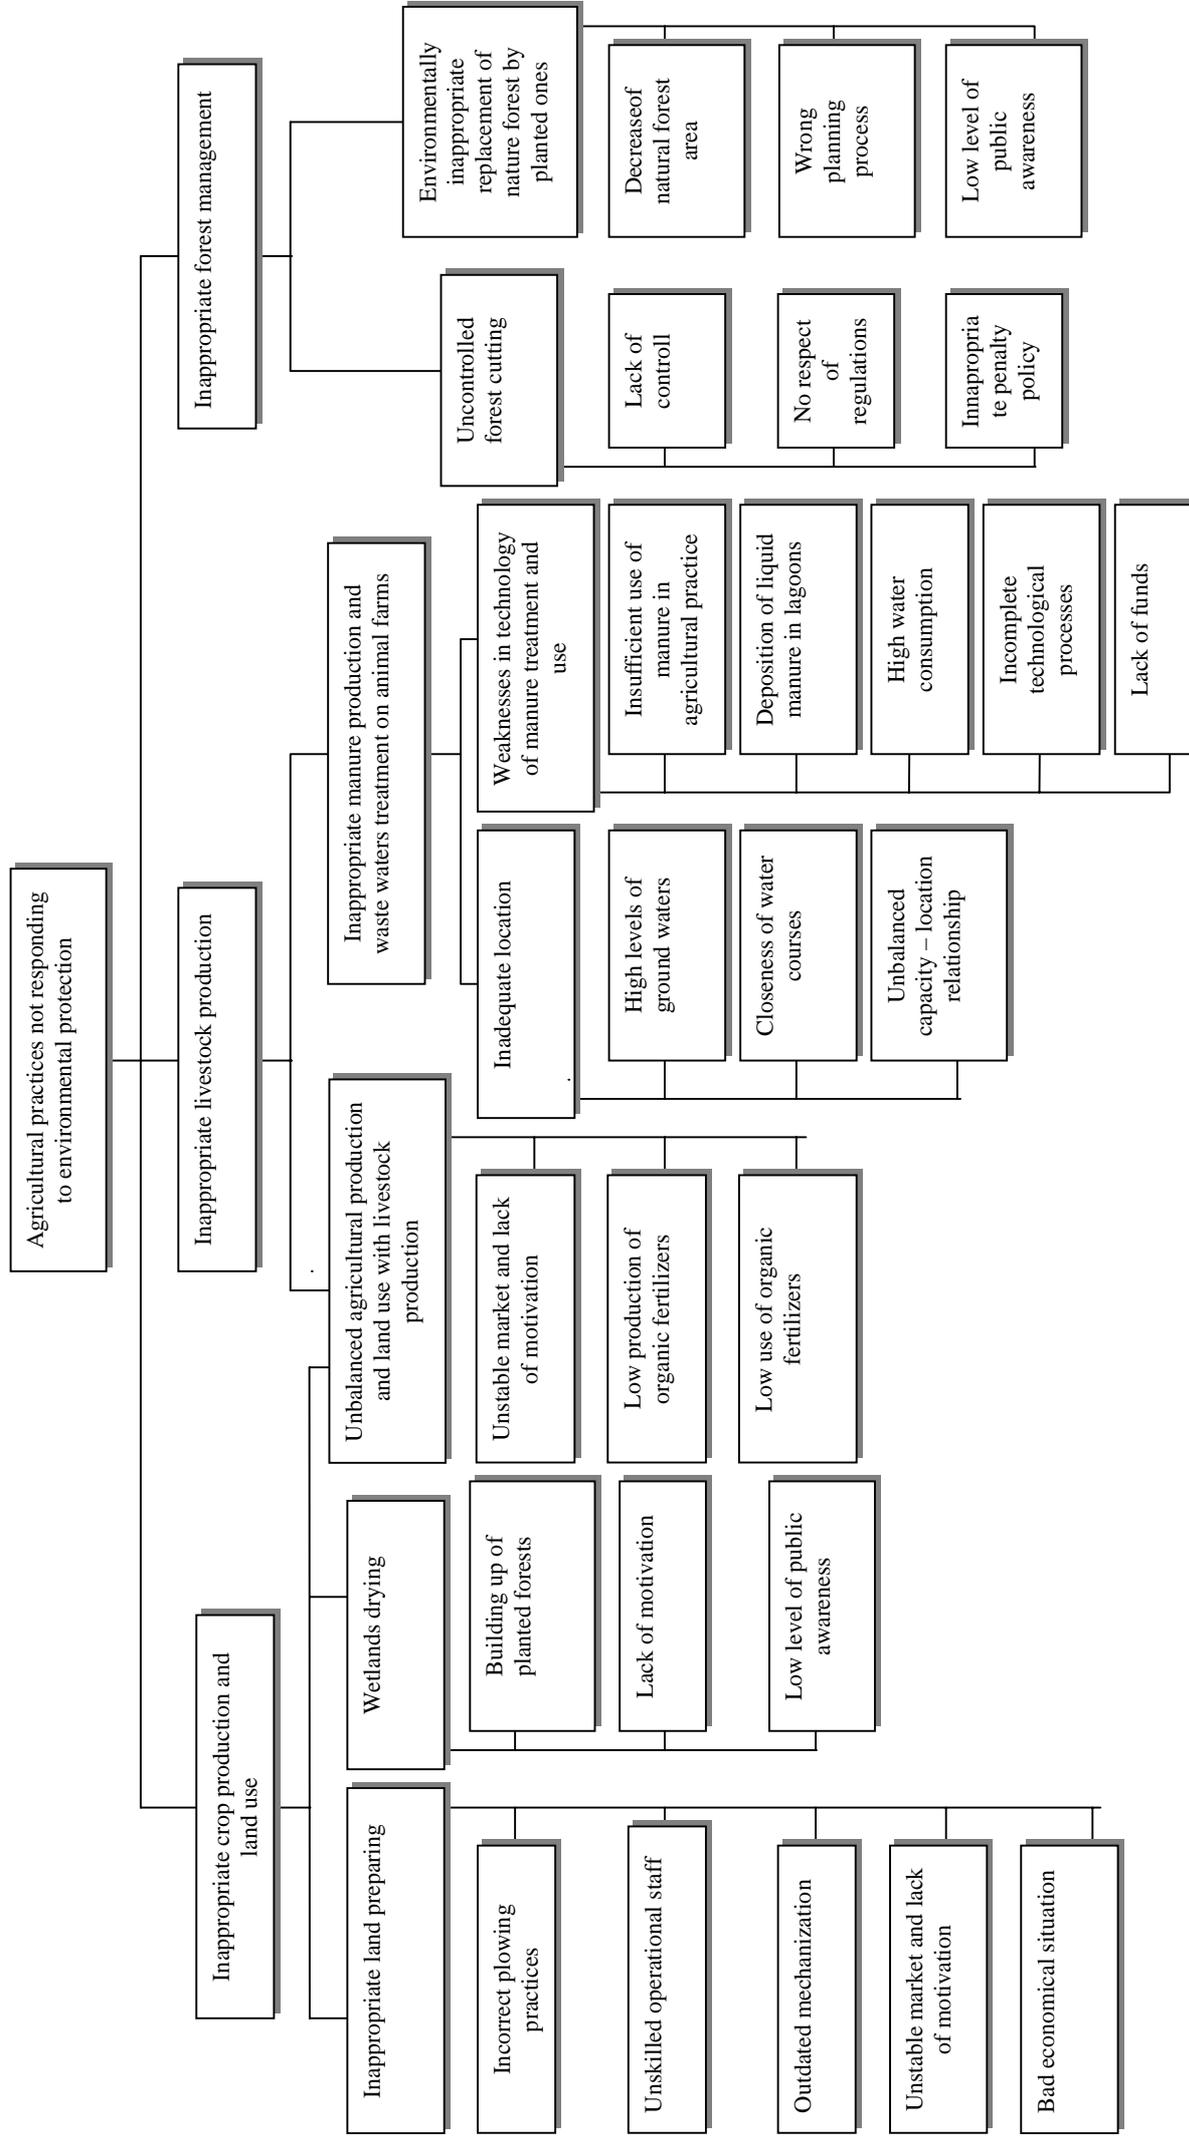 Agricultural practices not responding
to environmental protection
Inappropriate crop production and
land use
Inappropriate livestock production
Inappropriate forest management
Inappropriate land preparing
Incorrect plowing
practices
Unskilled operational staff
Outdated mechanization
Unstable market and lack
of motivation
Bad economical situation
Wetlands drying
Building up of
planted forests
Lack of motivation
Low level of public
awareness
Unbalanced agricultural production
and land use with livestock
production
Unstable market and lack
of motivation
Low production of
organic fertilizers
Low use of organic
fertilizers
Inappropriate manure production and
waste waters treatment on animal farms
Inadequate location
High levels of
ground waters
Closeness of water
courses
Unbalanced
capacity – location
relationship
Weaknesses in technology
of manure treatment and
use
Insufficient use of
manure in
agricultural practice
Deposition of liquid
manure in lagoons
High water
consumption
Incomplete
technological
processes
Lack of funds
Uncontrolled
forest cutting
Lack of
controll
No respect
of
regulations
Innapropria
te penalty
policy
Environmentally
inappropriate
replacement of
nature forest by
planted ones
Decreaseof
natural forest
area
Wrong
planning
process
Low level of
public
awareness